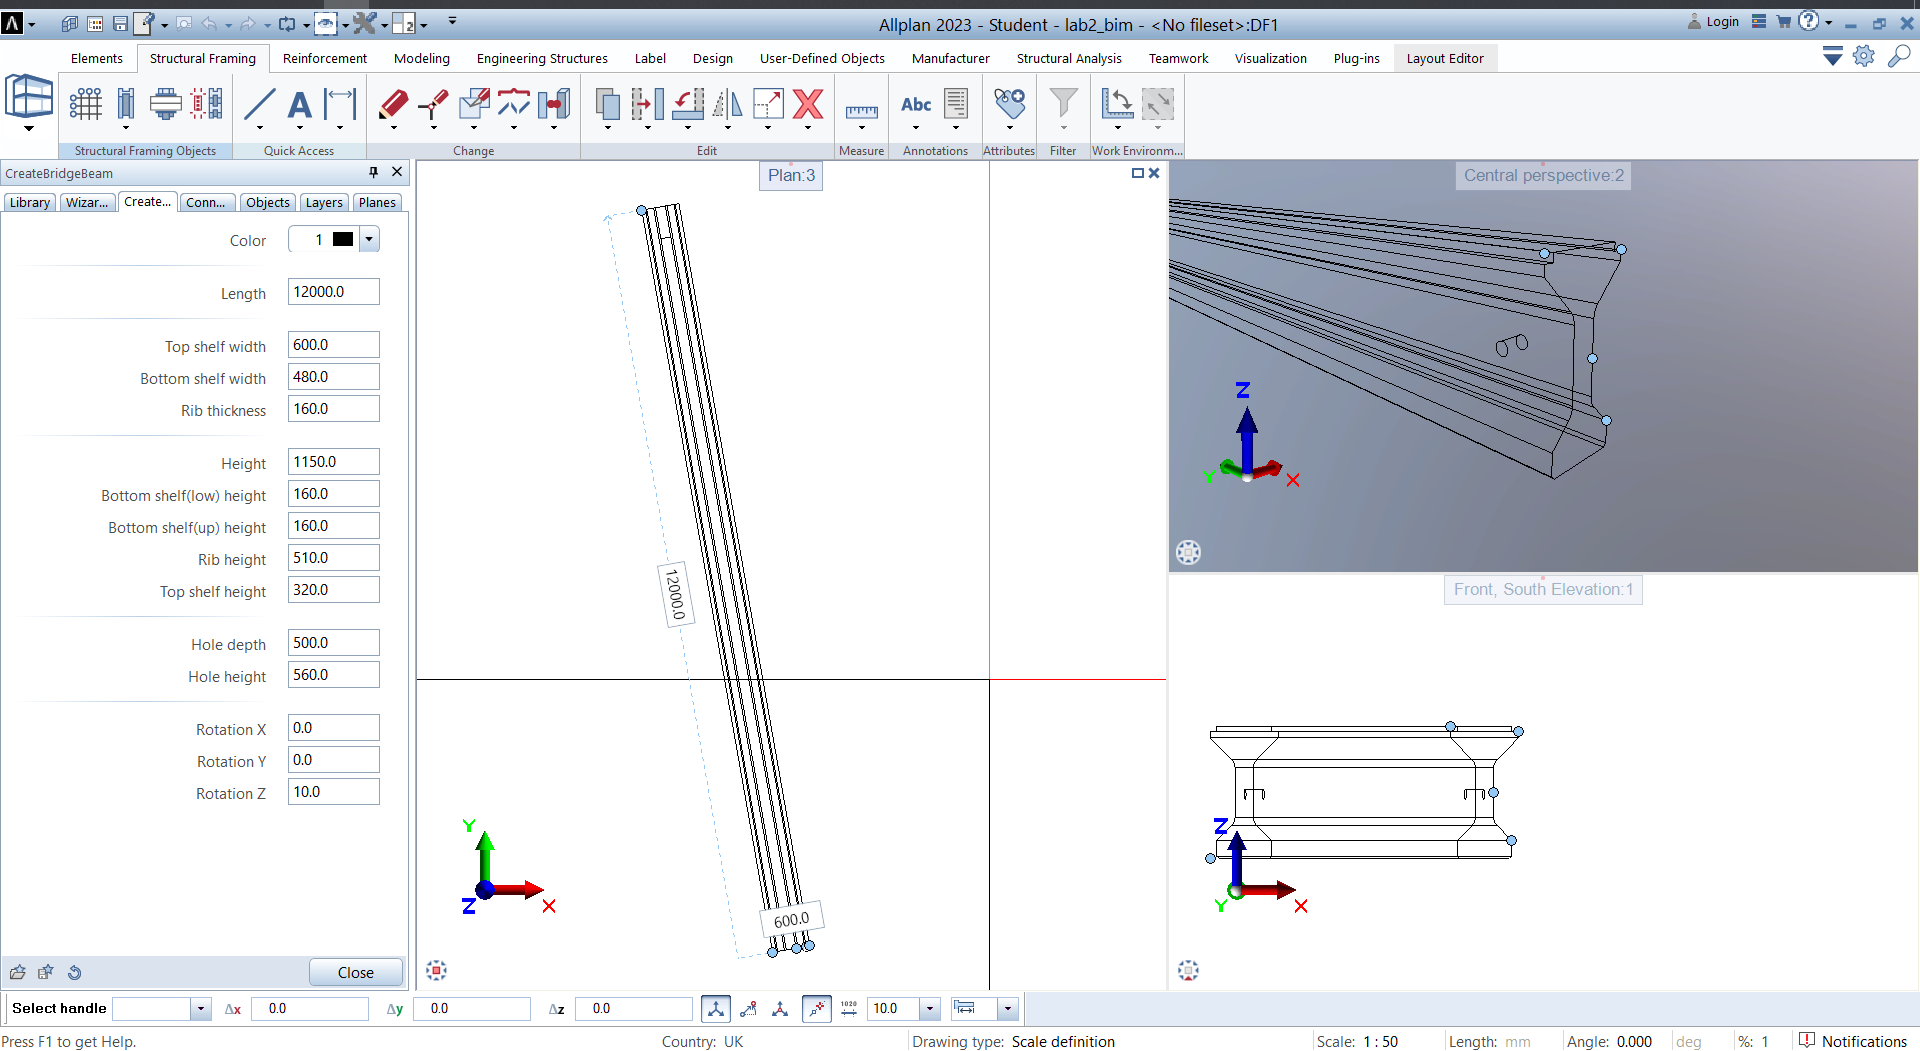 Allplan 2023 - Student - lab2_bim - <No fileset>:DF1
Login
Elements
Structural Framing
Reinforcement
Modeling
Engineering Structures
Label
Design
User-Defined Objects
Manufacturer
Structural Analysis
Teamwork
Visualization
Plug-ins
Layout Editor
Abc
Structural Framing Objects
Quick Access
Change
Edit
Measure
Annotations
Attributes
Filter
Work Environm...
CreateBridgeBeam
Library
Wizar...
Create...
Conn...
Objects
Layers
Planes
Color 1
Length 12000.0
Top shelf width 600.0
Bottom shelf width 480.0
Rib thickness 160.0
Height 1150.0
Bottom shelf(low) height 160.0
Bottom shelf(up) height 160.0
Rib height 510.0
Top shelf height 320.0
Hole depth 500.0
Hole height 560.0
Rotation X 0.0
Rotation Y 0.0
Rotation Z 10.0
Close
Plan:3
12000.0
600.0
Y
Z
X
Central perspective:2
Z
Y
X
Front, South Elevation:1
Z
Y
X
Select handle
Δx 0.0
Δy 0.0
Δz 0.0
1020
10.0
Press F1 to get Help.
Country: UK
Drawing type: Scale definition
Scale: 1 : 50
Length: mm
Angle: 0.000 deg
%: 1
Notifications